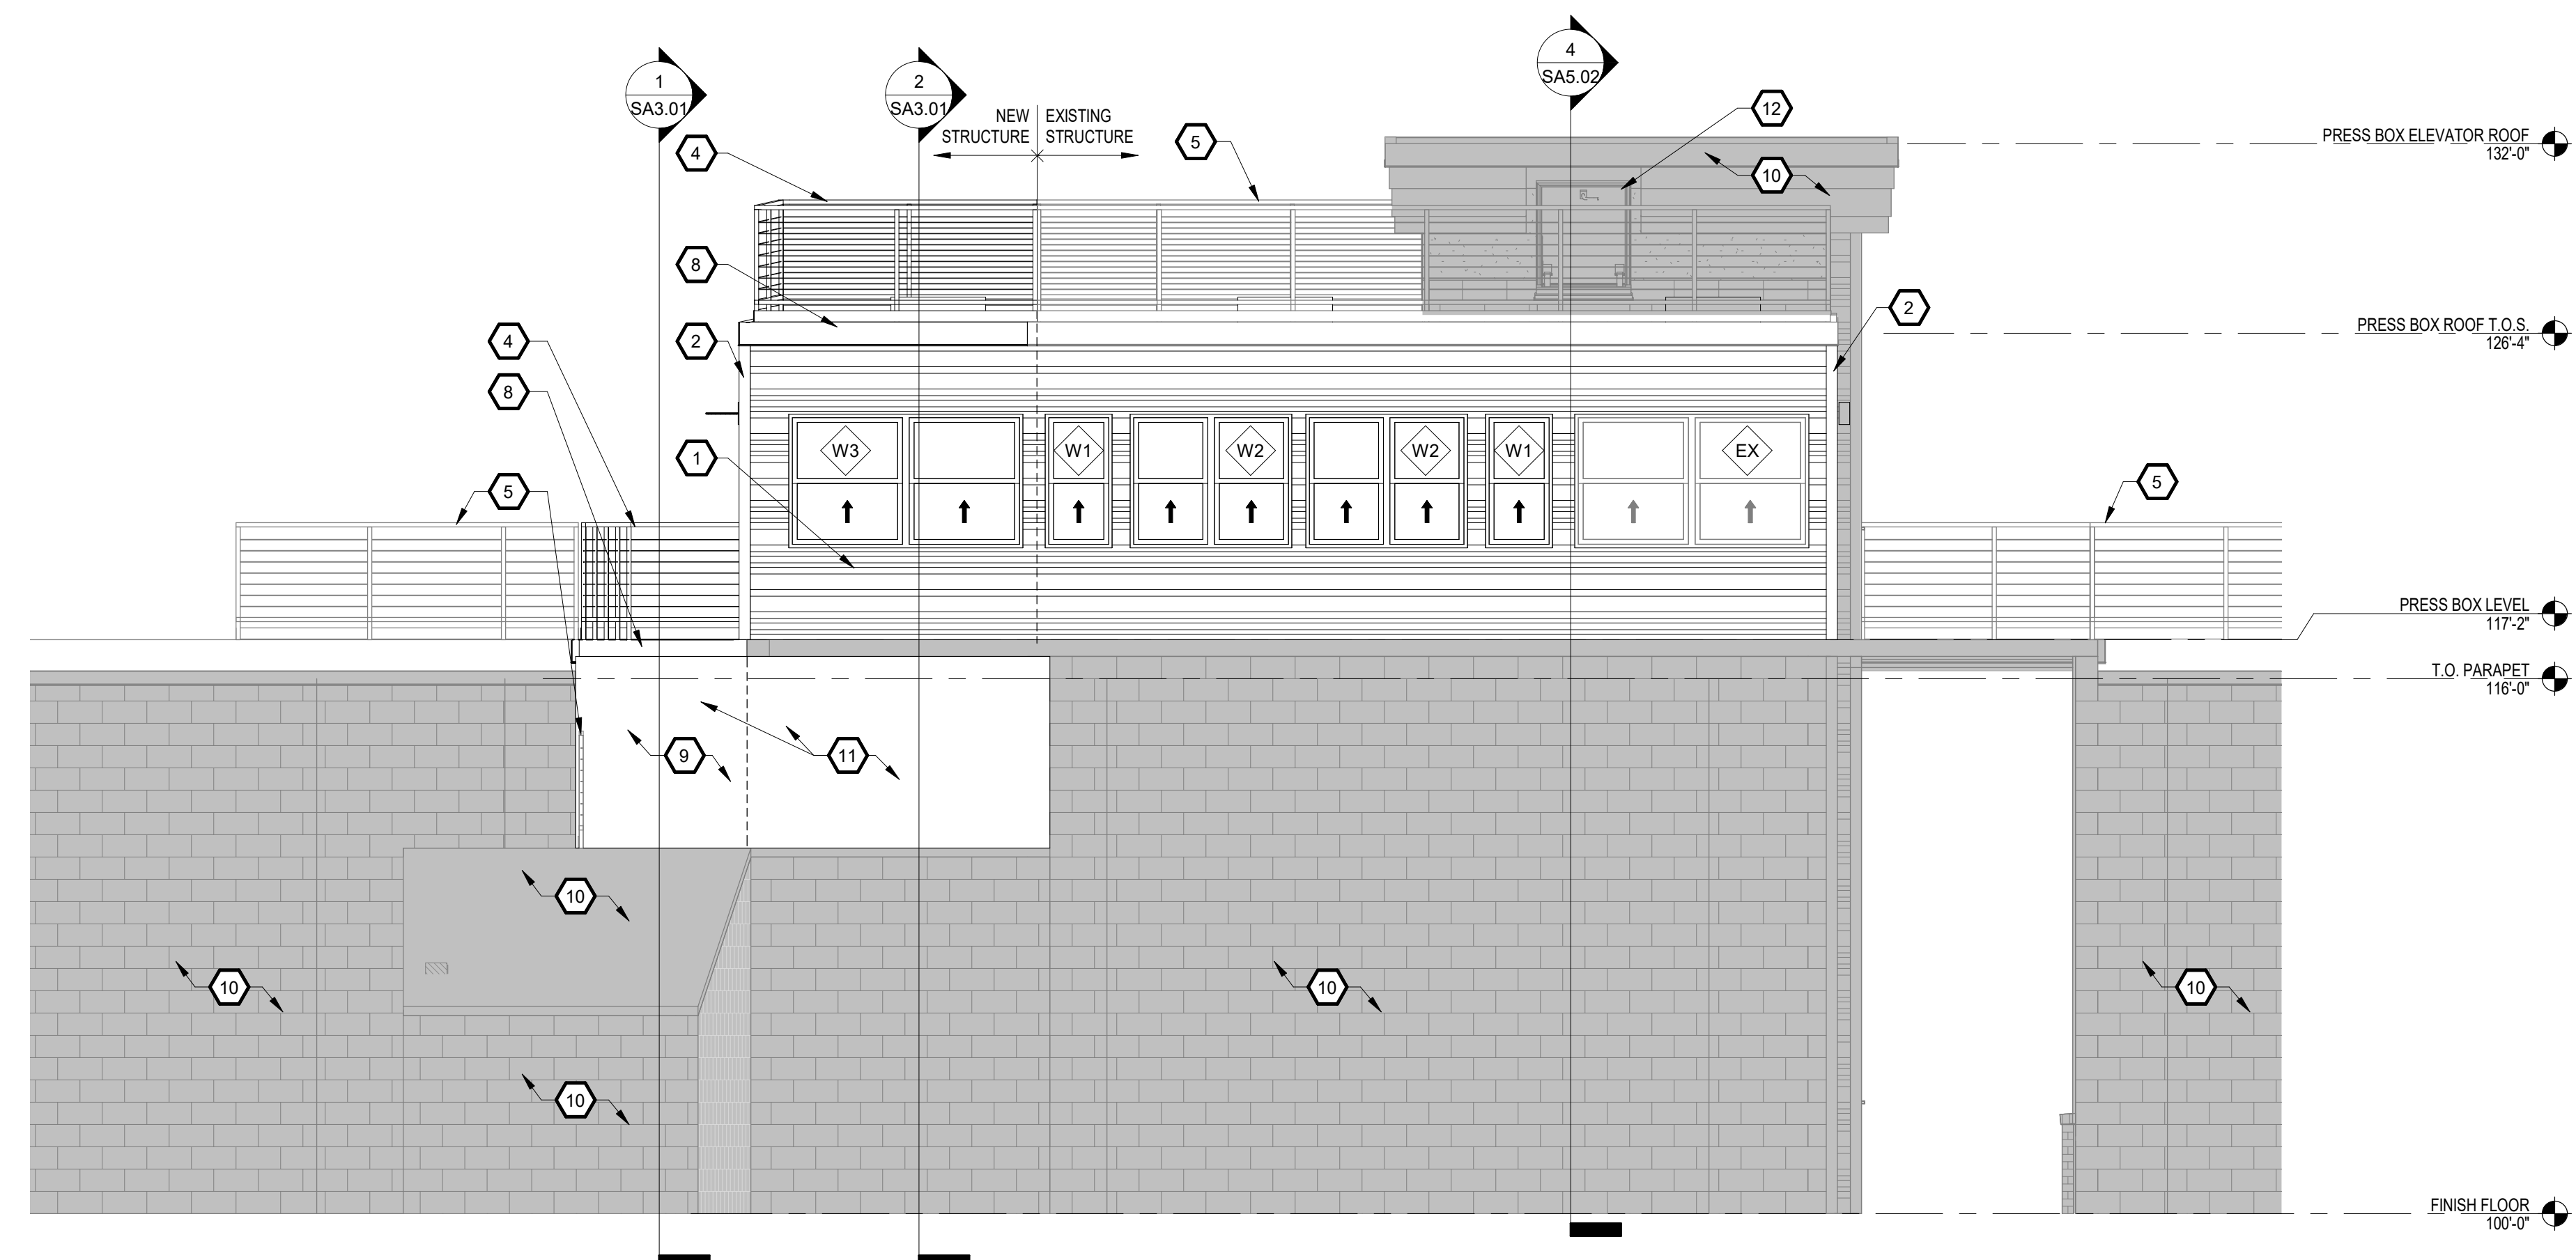 4
SA5.02
1
SA3.01
2
SA3.01
NEW
STRUCTURE
EXISTING
STRUCTURE
12
4
5
10
PRESS BOX ELEVATOR ROOF
132'-0"
8
2
4
2
PRESS BOX ROOF T.O.S.
126'-4"
8
1
W3
W1
W2
W2
W1
EX
5
5
PRESS BOX LEVEL
117'-2"
T.O. PARAPET
116'-0"
9
11
10
10
10
10
10
FINISH FLOOR
100'-0"